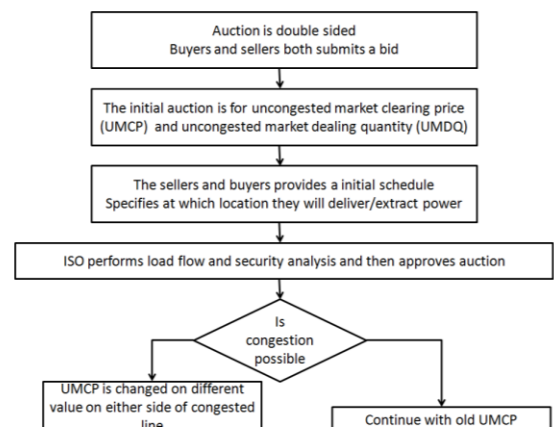 Auction is double sided
Buyers and sellers both submits a bid
The initial auction is for uncongested market clearing price
(UMCP) and uncongested market dealing quantity (UMDQ)
The sellers and buyers provides a initial schedule
Specifies at which location they will deliver/extract power
ISO performs load flow and security analysis and then approves auction
Is
congestion
possible
UMCP is changed on different
value on either side of congested
line
Continue with old UMCP